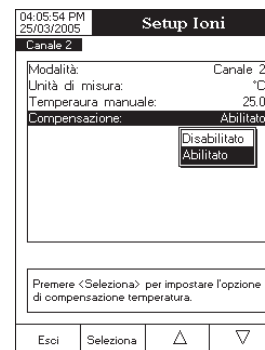 04:05:54 PM
25/03/2005
Setup Ioni
Canale 2
Modalità: Canale 2
Unità di misura: °C
Temperaura manuale: 25.0
Compensazione: Abilitato
Disabilitato
Abilitato
Premere <Seleziona> per impostare l'opzione
di compensazione temperatura.
Esci Seleziona △ ▽